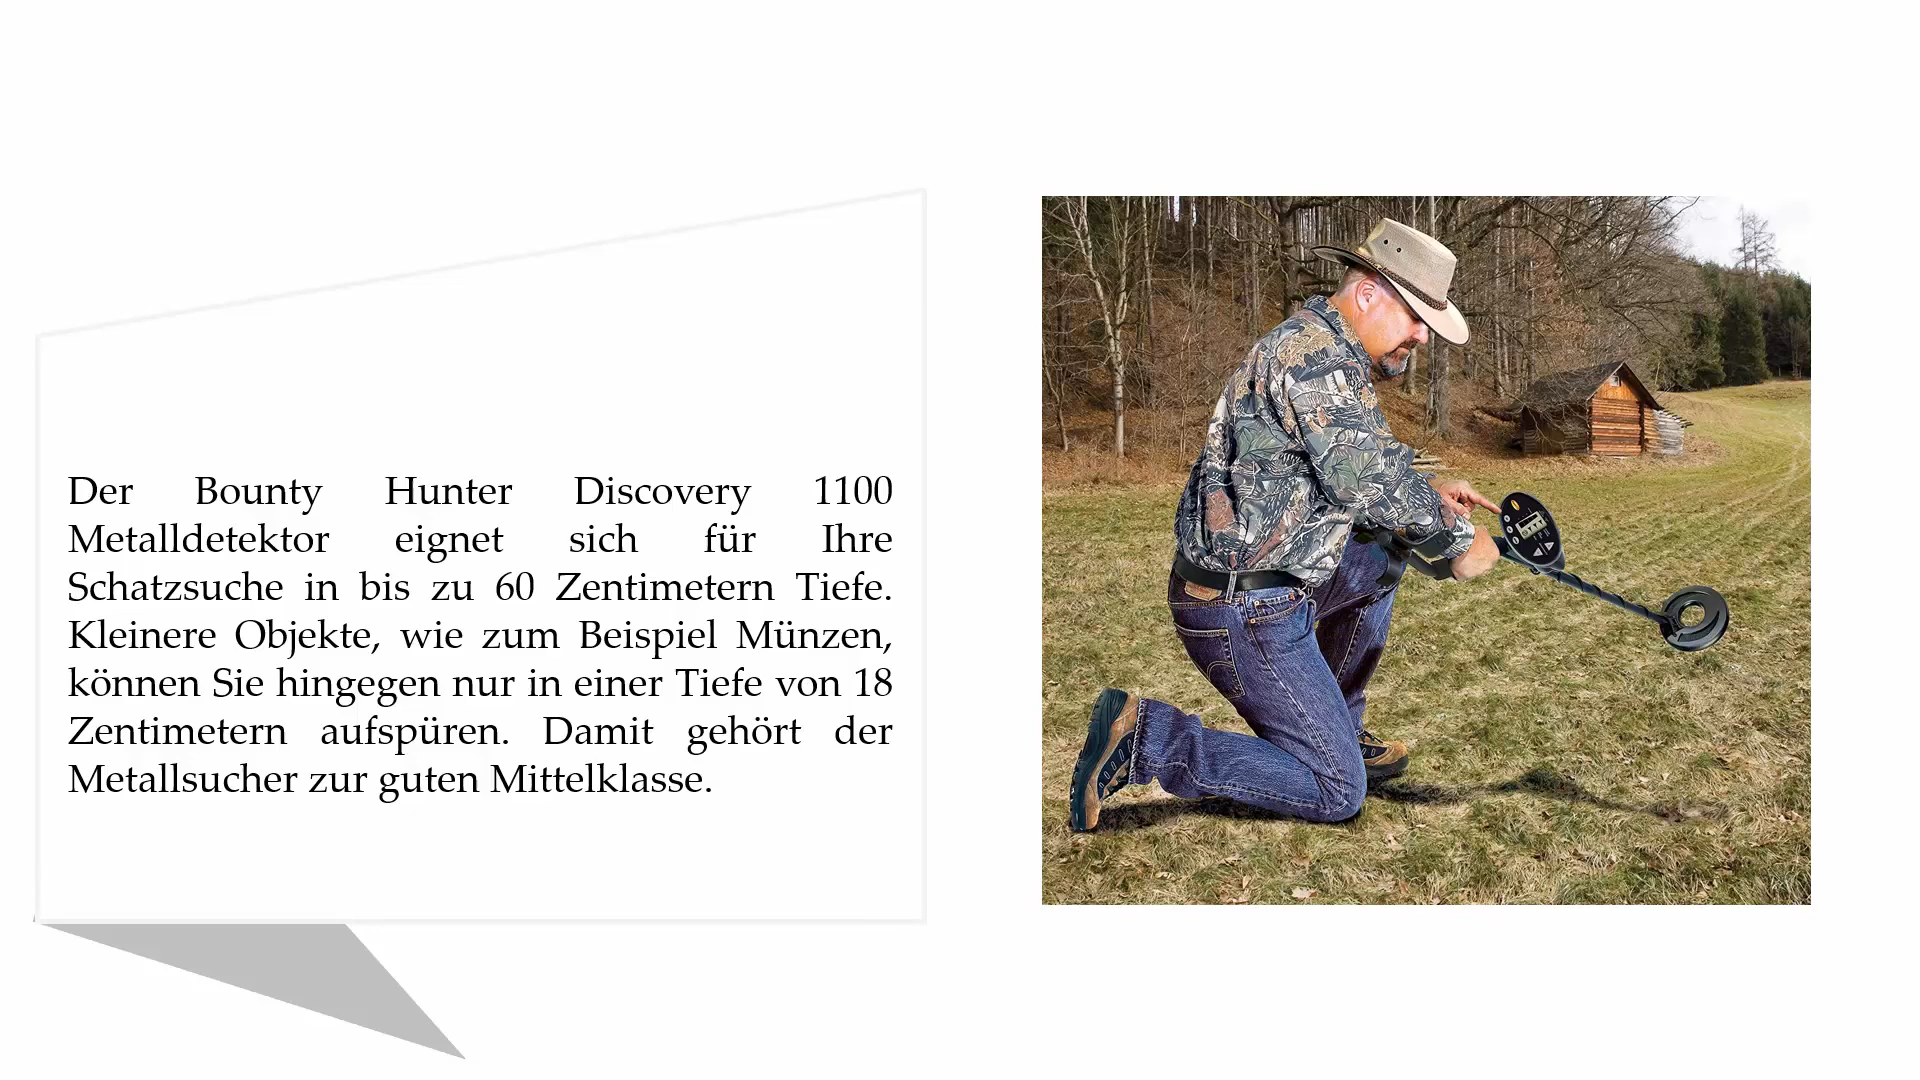 Der Bounty Hunter Discovery 1100
Metalldetektor eignet sich für Ihre
Schatzsuche in bis zu 60 Zentimetern Tiefe.
Kleinere Objekte, wie zum Beispiel Münzen,
können Sie hingegen nur in einer Tiefe von 18
Zentimetern aufspüren. Damit gehört der
Metallsucher zur guten Mittelklasse.